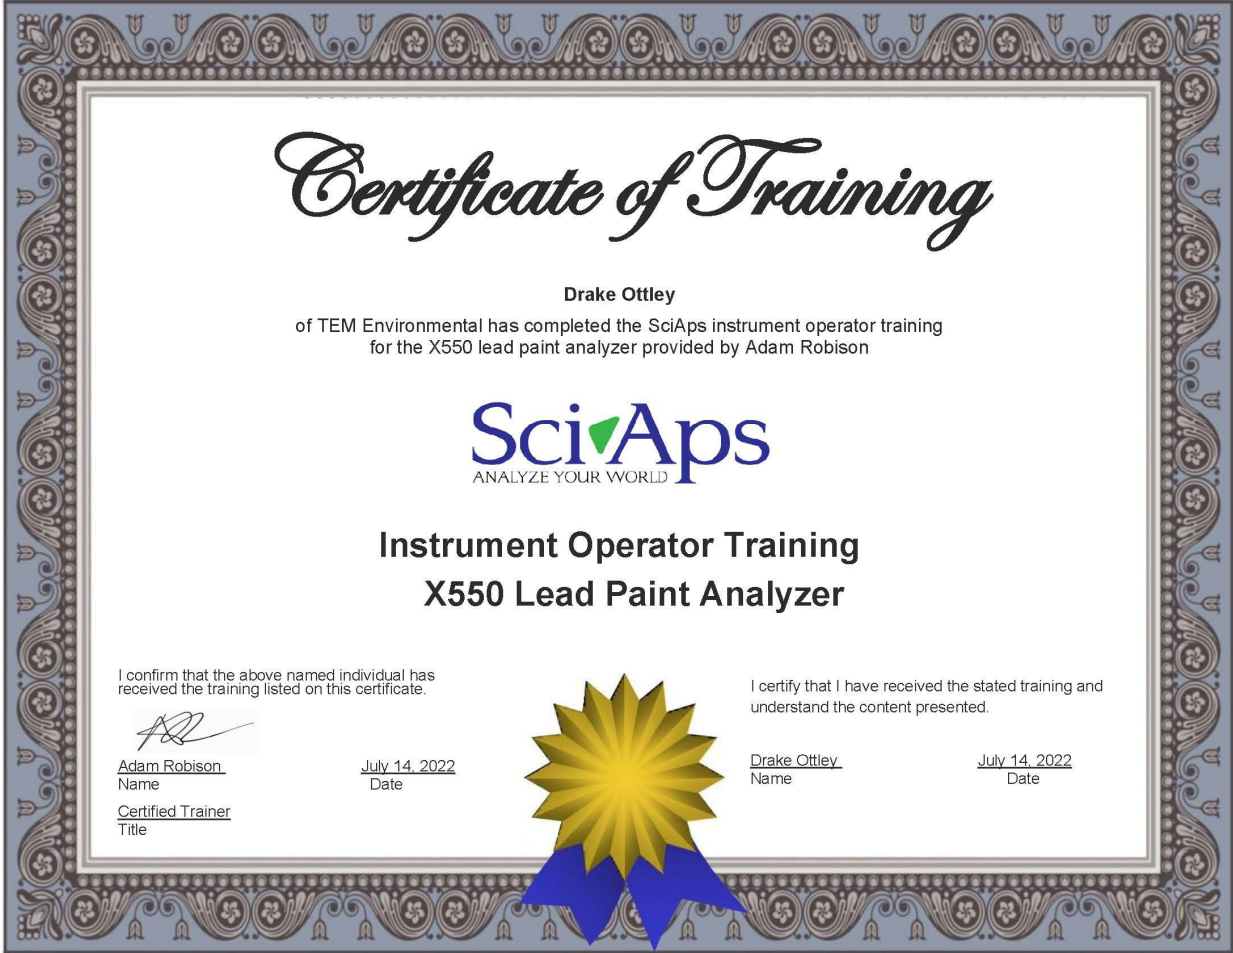 Certificate of Training
Drake Ottley
of TEM Environmental has completed the SciAps instrument operator training
for the X550 lead paint analyzer provided by Adam Robison
SciAps
ANALYZE YOUR WORLD
Instrument Operator Training
X550 Lead Paint Analyzer
I confirm that the above named individual has
received the training listed on this certificate.
Adam Robison
Name
July 14, 2022
Date
Certified Trainer
Title
I certify that I have received the stated training and
understand the content presented.
Drake Ottley
Name
July 14, 2022
Date